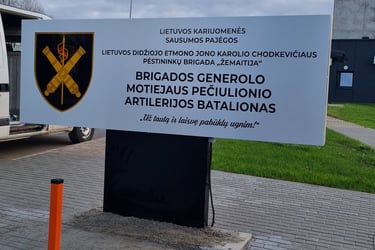 LIETUVOS KARIUOMENĖS
SAUSUMOS PAJĖGOS
LIETUVOS DIDŽIOJO ETMONO JONO KAROLIO CHODKEVIČIAUS
PĖSTININKŲ BRIGADA „ŽEMAITIJA“
BRIGADOS GENEROLO
MOTIEJAUS PEČIULIONIO
ARTILERIJOS BATALIONAS
„Už tautą ir laisvę pabūklų ugnim!“